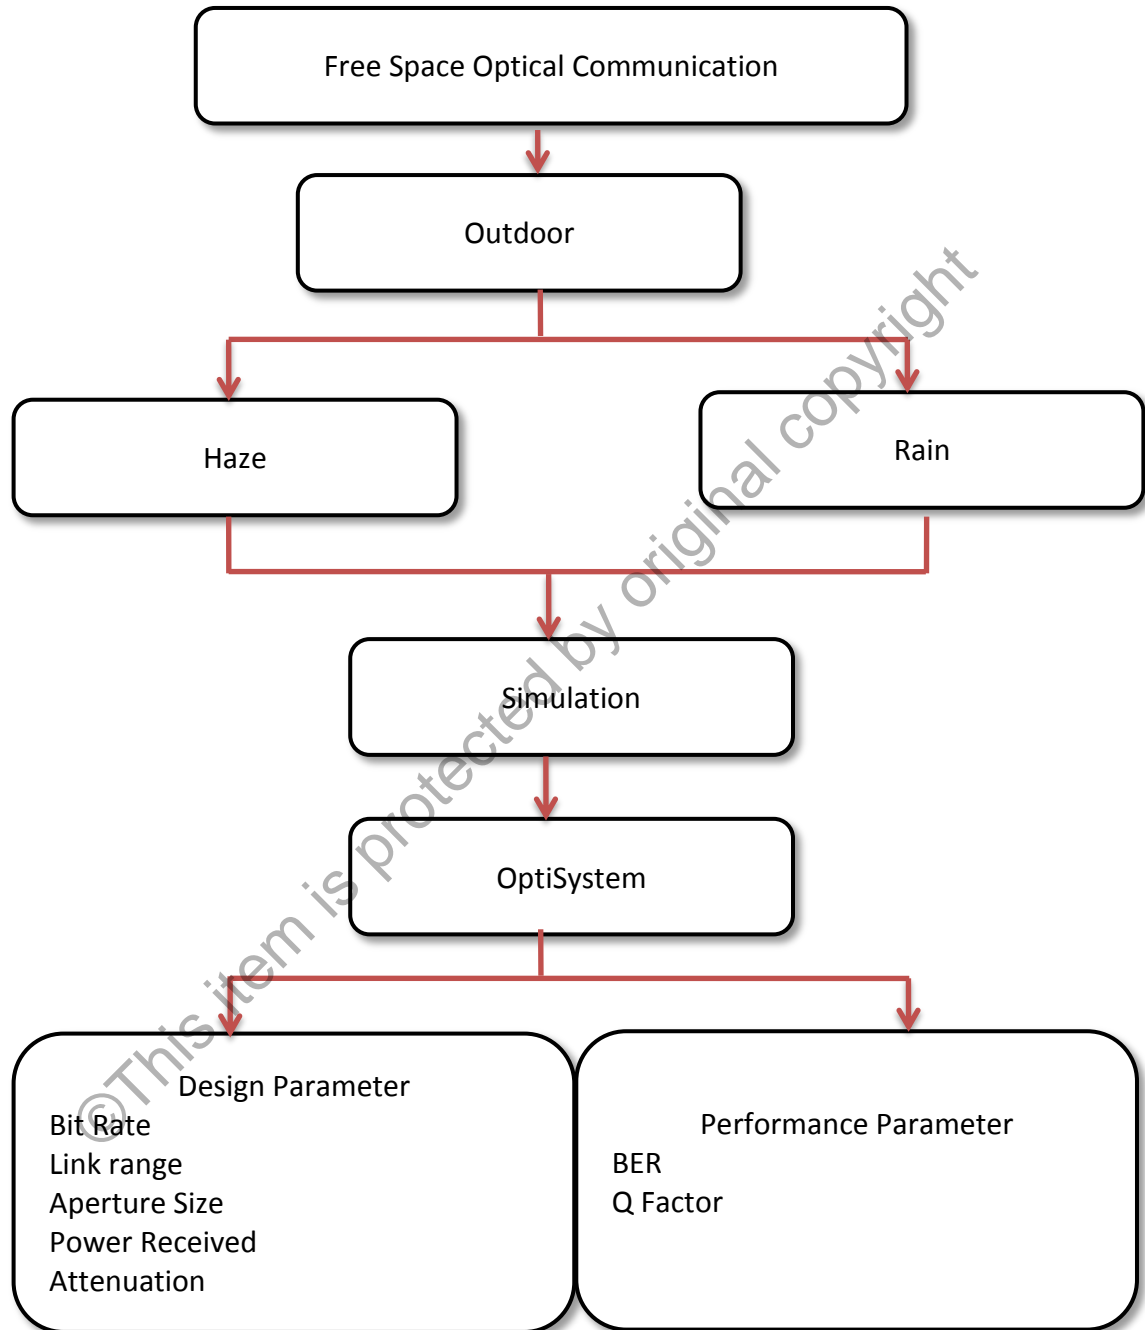 Free Space Optical Communication
Outdoor
Haze
Rain
Simulation
OptiSystem
Design Parameter
Bit Rate
Link range
Aperture Size
Power Received
Attenuation
Performance Parameter
BER
Q Factor
©This item is protected by original copyright